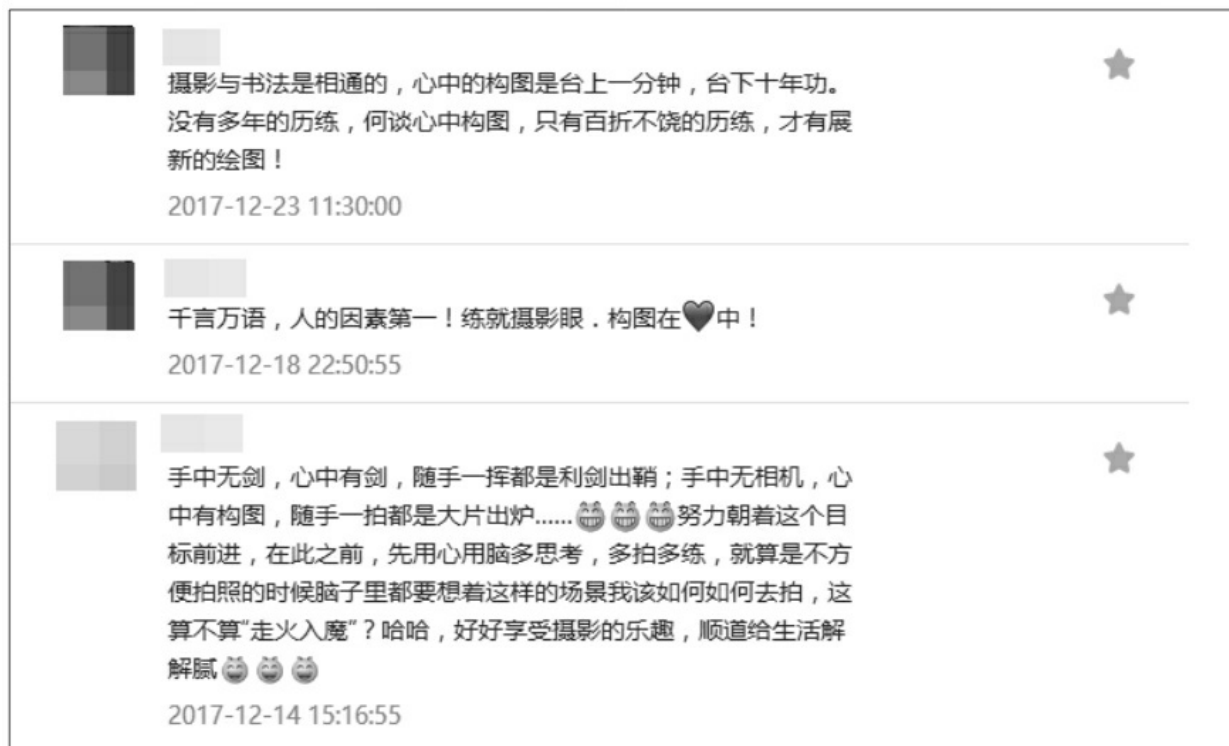 摄影与书法是相通的，心中的构图是台上一分钟，台下十年功。
没有多年的历练，何谈心中构图，只有百折不饶的历练，才有展
新的绘图！
2017-12-23 11:30:00
千言万语，人的因素第一！练就摄影眼．构图在🖤中！
2017-12-18 22:50:55
手中无剑，心中有剑，随手一挥都是利剑出鞘；手中无相机，心
中有构图，随手一拍都是大片出炉......😁😁😁努力朝着这个目
标前进，在此之前，先用心用脑多思考，多拍多练，就算是不方
便拍照的时候脑子里都要想着这样的场景我该如何如何去拍，这
算不算“走火入魔”？哈哈，好好享受摄影的乐趣，顺道给生活解
解腻😁😁😁
2017-12-14 15:16:55